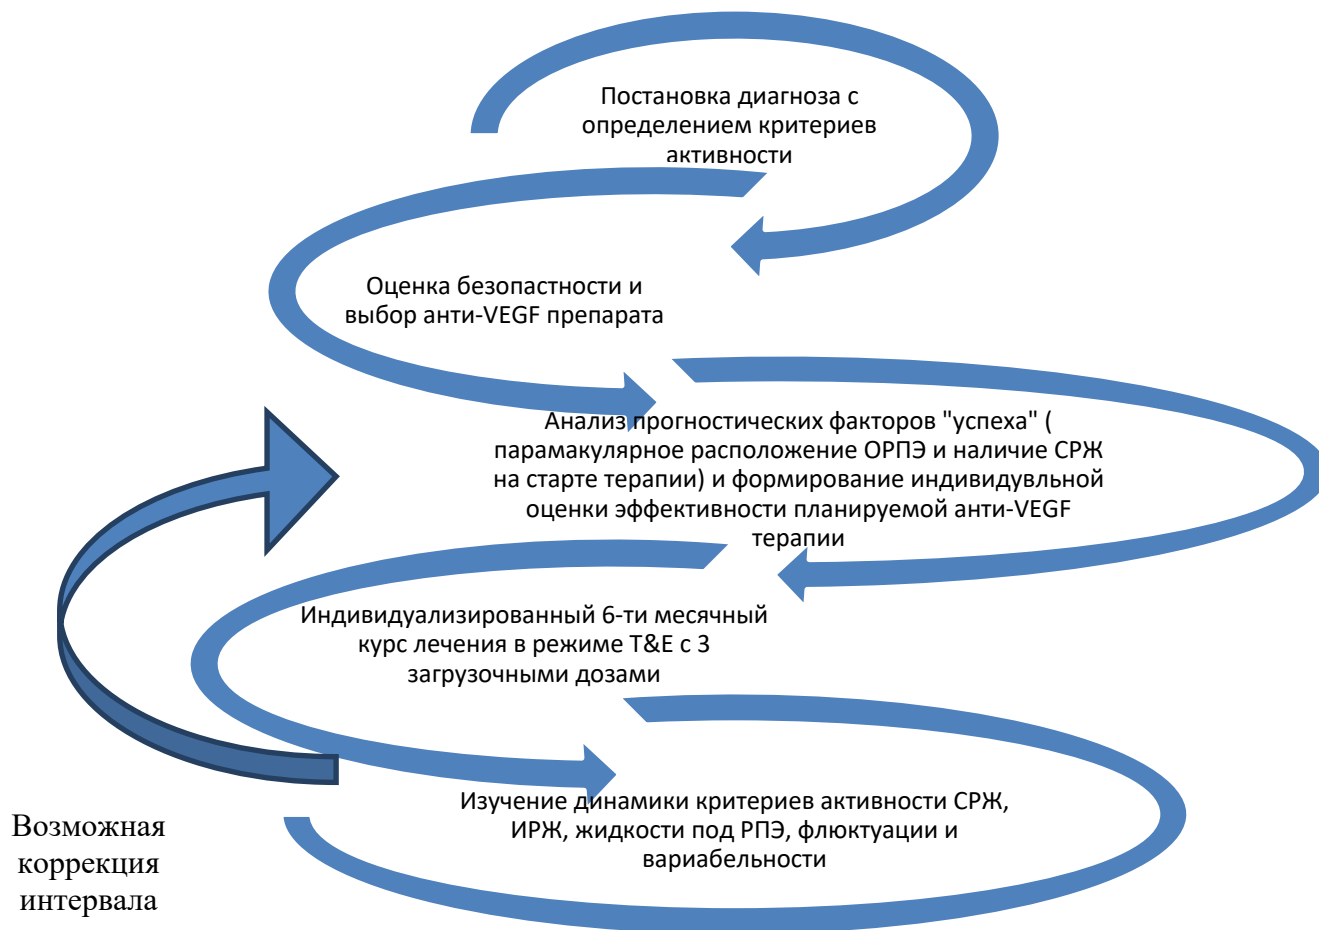 Постановка диагноза с
определением критериев
активности
Оценка безопастности и
выбор анти-VEGF препарата
Анализ прогностических факторов "успеха" (
парамакулярное расположение ОРПЭ и наличие СРЖ
на старте терапии) и формирование индивидувльной
оценки эффективности планируемой анти-VEGF
терапии
Индивидуализированный 6-ти месячный
курс лечения в режиме T&E с 3
загрузочными дозами
Изучение динамики критериев активности СРЖ,
ИРЖ, жидкости под РПЭ, флюктуации и
вариабельности
Возможная
коррекция
интервала